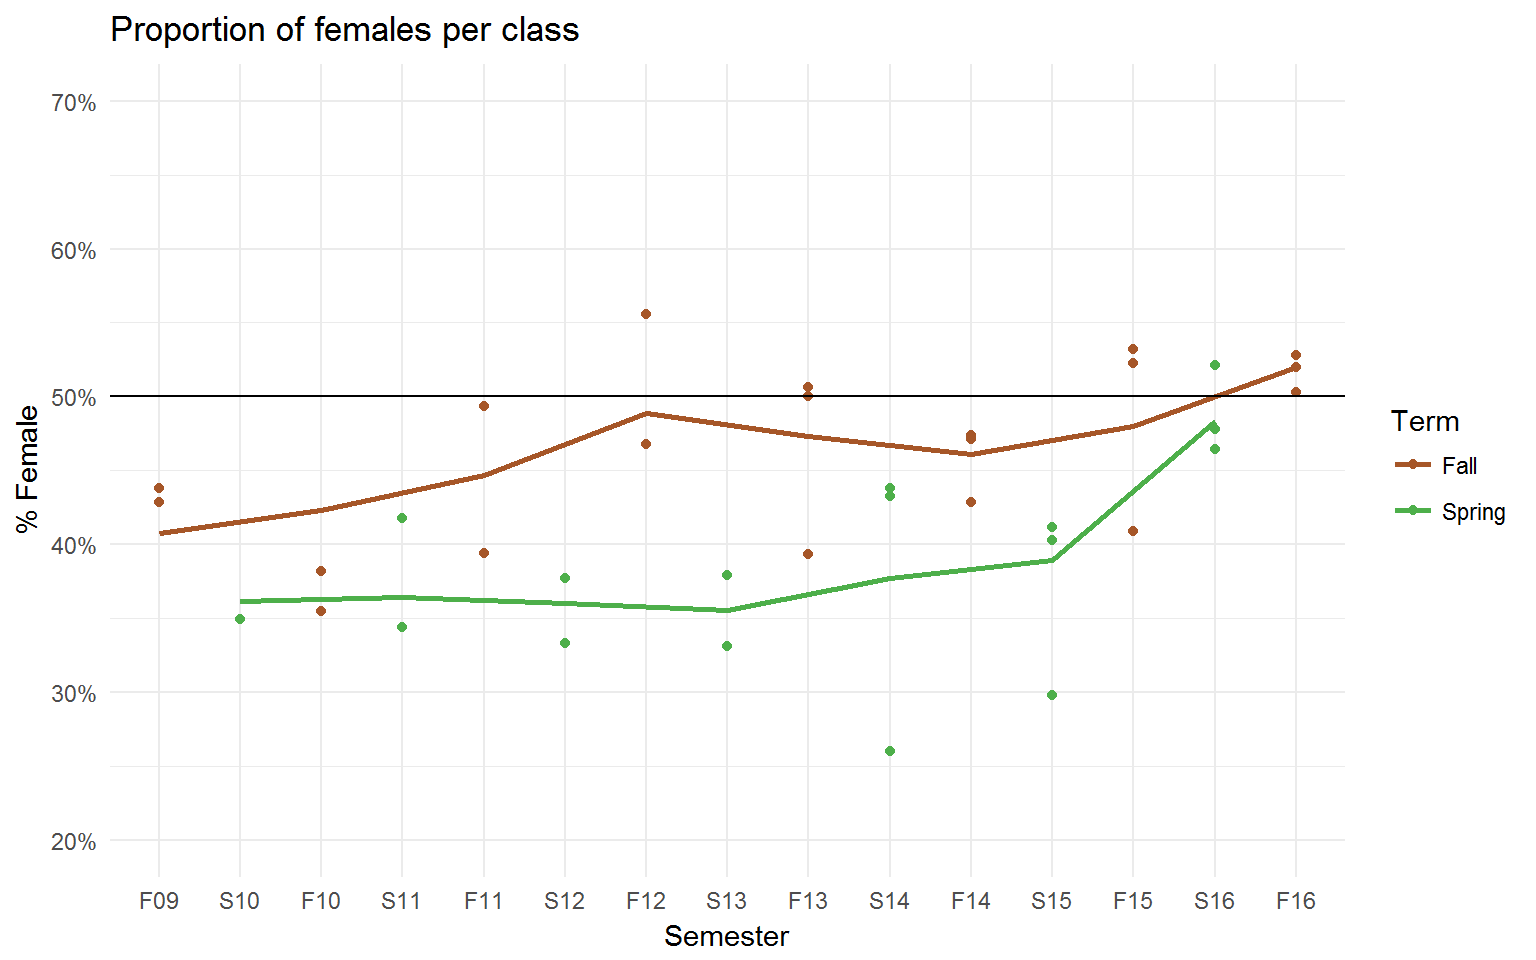 Proportion of females per class
70%
60%
50%
40%
30%
20%
% Female
F09 S10 F10 S11 F11 S12 F12 S13 F13 S14 F14 S15 F15 S16 F16
Semester
Term
Fall
Spring